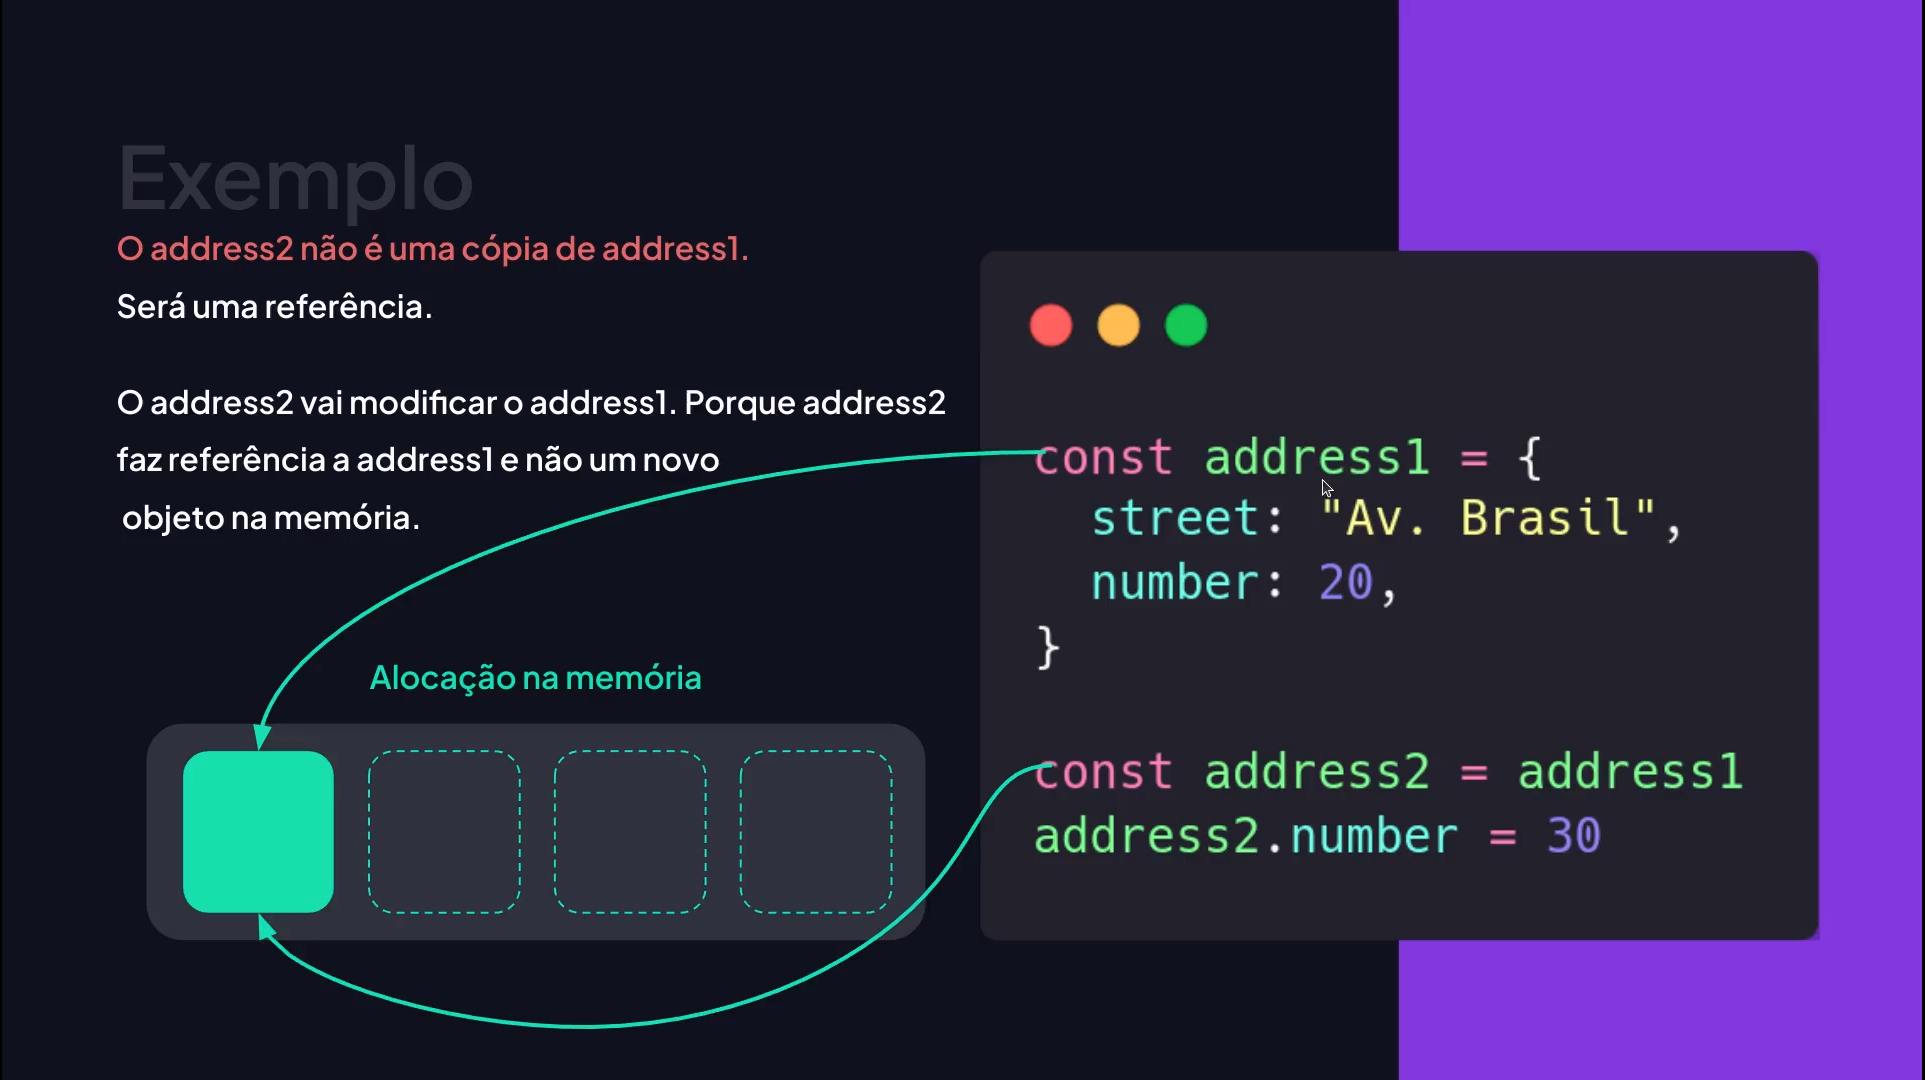 Exemplo
O address2 não é uma cópia de address1.
Será uma referência.
O address2 vai modificar o address1. Porque address2
faz referência a address1 e não um novo
objeto na memória.
Alocação na memória
const address1 = {
  street: "Av. Brasil",
  number: 20,
}
const address2 = address1
address2.number = 30